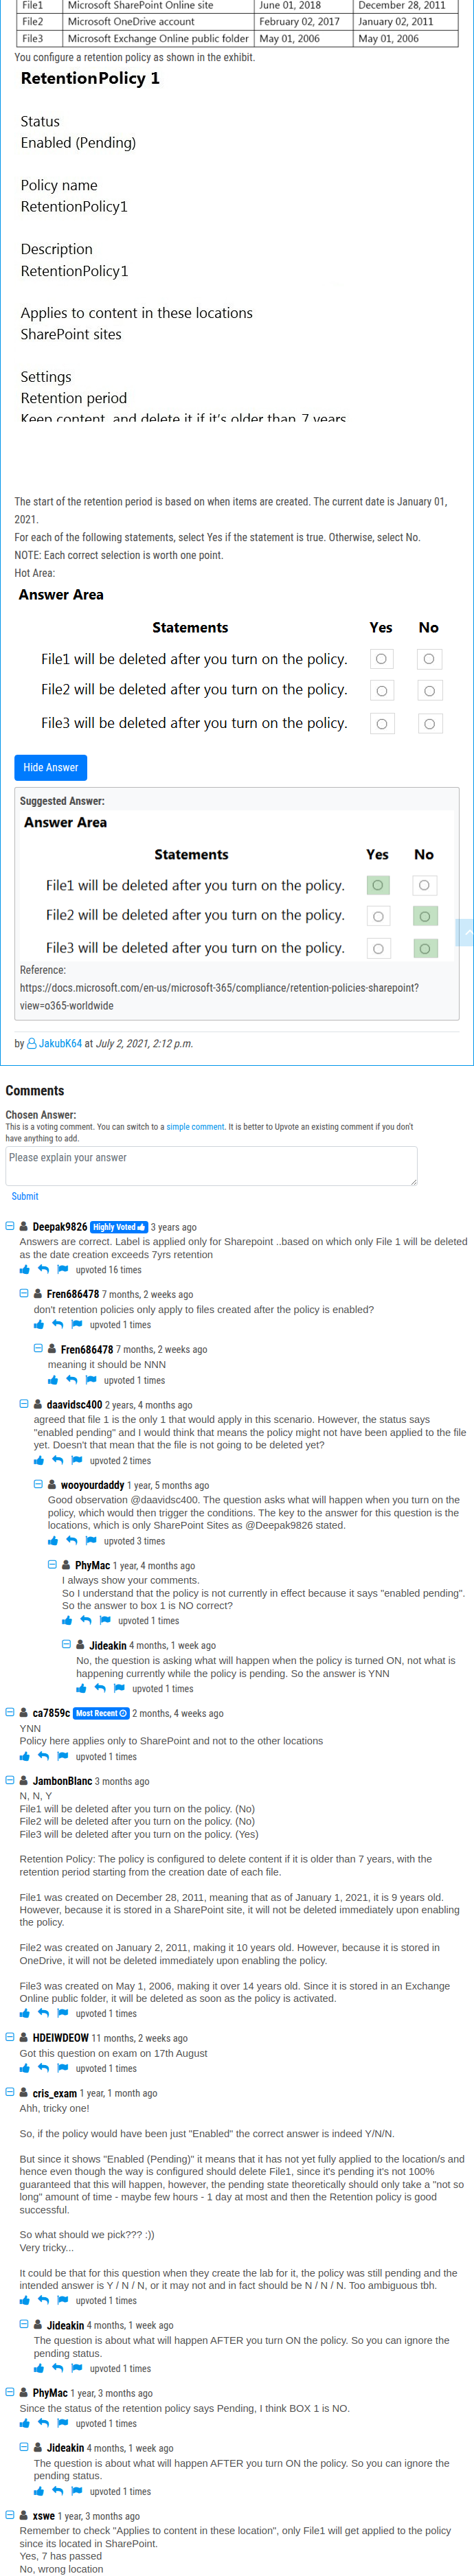 File1 Microsoft SharePoint Online site June 01, 2018 December 28, 2011
File2 Microsoft OneDrive account February 02, 2017 January 02, 2011
File3 Microsoft Exchange Online public folder May 01, 2006 May 01, 2006
You configure a retention policy as shown in the exhibit.
RetentionPolicy 1
Status
Enabled (Pending)
Policy name
RetentionPolicy1
Description
RetentionPolicy1
Applies to content in these locations
SharePoint sites
Settings
Retention period
Keep content, and delete it if it's older than 7 years
The start of the retention period is based on when items are created. The current date is January 01,
2021.
For each of the following statements, select Yes if the statement is true. Otherwise, select No.
NOTE: Each correct selection is worth one point.
Hot Area:
Answer Area
Statements Yes No
File1 will be deleted after you turn on the policy.
File2 will be deleted after you turn on the policy.
File3 will be deleted after you turn on the policy.
Hide Answer
Suggested Answer:
Answer Area
Statements Yes No
File1 will be deleted after you turn on the policy.
File2 will be deleted after you turn on the policy.
File3 will be deleted after you turn on the policy.
Reference:
https://docs.microsoft.com/en-us/microsoft-365/compliance/retention-policies-sharepoint?
view=o365-worldwide
by JakubK64 at July 2, 2021, 2:12 p.m.
Comments
Chosen Answer:
This is a voting comment. You can switch to a simple comment. It is better to Upvote an existing comment if you don't
have anything to add.
Please explain your answer
Submit
Deepak9826 Highly Voted 3 years ago
Answers are correct. Label is applied only for Sharepoint ..based on which only File 1 will be deleted
as the date creation exceeds 7yrs retention
upvoted 16 times
Fren686478 7 months, 2 weeks ago
don't retention policies only apply to files created after the policy is enabled?
upvoted 1 times
Fren686478 7 months, 2 weeks ago
meaning it should be NNN
upvoted 1 times
daavidsc400 2 years, 4 months ago
agreed that file 1 is the only 1 that would apply in this scenario. However, the status says
"enabled pending" and I would think that means the policy might not have been applied to the file
yet. Doesn't that mean that the file is not going to be deleted yet?
upvoted 2 times
wooyourdaddy 1 year, 5 months ago
Good observation @daavidsc400. The question asks what will happen when you turn on the
policy, which would then trigger the conditions. The key to the answer for this question is the
locations, which is only SharePoint Sites as @Deepak9826 stated.
upvoted 3 times
PhyMac 1 year, 4 months ago
I always show your comments.
So I understand that the policy is not currently in effect because it says "enabled pending".
So the answer to box 1 is NO correct?
upvoted 1 times
Jideakin 4 months, 1 week ago
No, the question is asking what will happen when the policy is turned ON, not what is
happening currently while the policy is pending. So the answer is YNN
upvoted 1 times
ca7859c Most Recent 2 months, 4 weeks ago
YNN
Policy here applies only to SharePoint and not to the other locations
upvoted 1 times
JambonBlanc 3 months ago
N, N, Y
File1 will be deleted after you turn on the policy. (No)
File2 will be deleted after you turn on the policy. (No)
File3 will be deleted after you turn on the policy. (Yes)
Retention Policy: The policy is configured to delete content if it is older than 7 years, with the
retention period starting from the creation date of each file.
File1 was created on December 28, 2011, meaning that as of January 1, 2021, it is 9 years old.
However, because it is stored in a SharePoint site, it will not be deleted immediately upon enabling
the policy.
File2 was created on January 2, 2011, making it 10 years old. However, because it is stored in
OneDrive, it will not be deleted immediately upon enabling the policy.
File3 was created on May 1, 2006, making it over 14 years old. Since it is stored in an Exchange
Online public folder, it will be deleted as soon as the policy is activated.
upvoted 1 times
HDEIWDEOW 11 months, 2 weeks ago
Got this question on exam on 17th August
upvoted 1 times
cris_exam 1 year, 1 month ago
Ahh, tricky one!
So, if the policy would have been just "Enabled" the correct answer is indeed Y/N/N.
But since it shows "Enabled (Pending)" it means that it has not yet fully applied to the location/s and
hence even though the way is configured should delete File1, since it's pending it's not 100%
guaranteed that this will happen, however, the pending state theoretically should only take a "not so
long" amount of time - maybe few hours - 1 day at most and then the Retention policy is good
successful.
So what should we pick??? :))
Very tricky...
It could be that for this question when they create the lab for it, the policy was still pending and the
intended answer is Y / N / N, or it may not and in fact should be N / N / N. Too ambiguous tbh.
upvoted 1 times
Jideakin 4 months, 1 week ago
The question is about what will happen AFTER you turn ON the policy. So you can ignore the
pending status.
upvoted 1 times
PhyMac 1 year, 3 months ago
Since the status of the retention policy says Pending, I think BOX 1 is NO.
upvoted 1 times
Jideakin 4 months, 1 week ago
The question is about what will happen AFTER you turn ON the policy. So you can ignore the
pending status.
upvoted 1 times
xswe 1 year, 3 months ago
Remember to check "Applies to content in these location", only File1 will get applied to the policy
since its located in SharePoint.
Yes, 7 has passed
No, wrong location